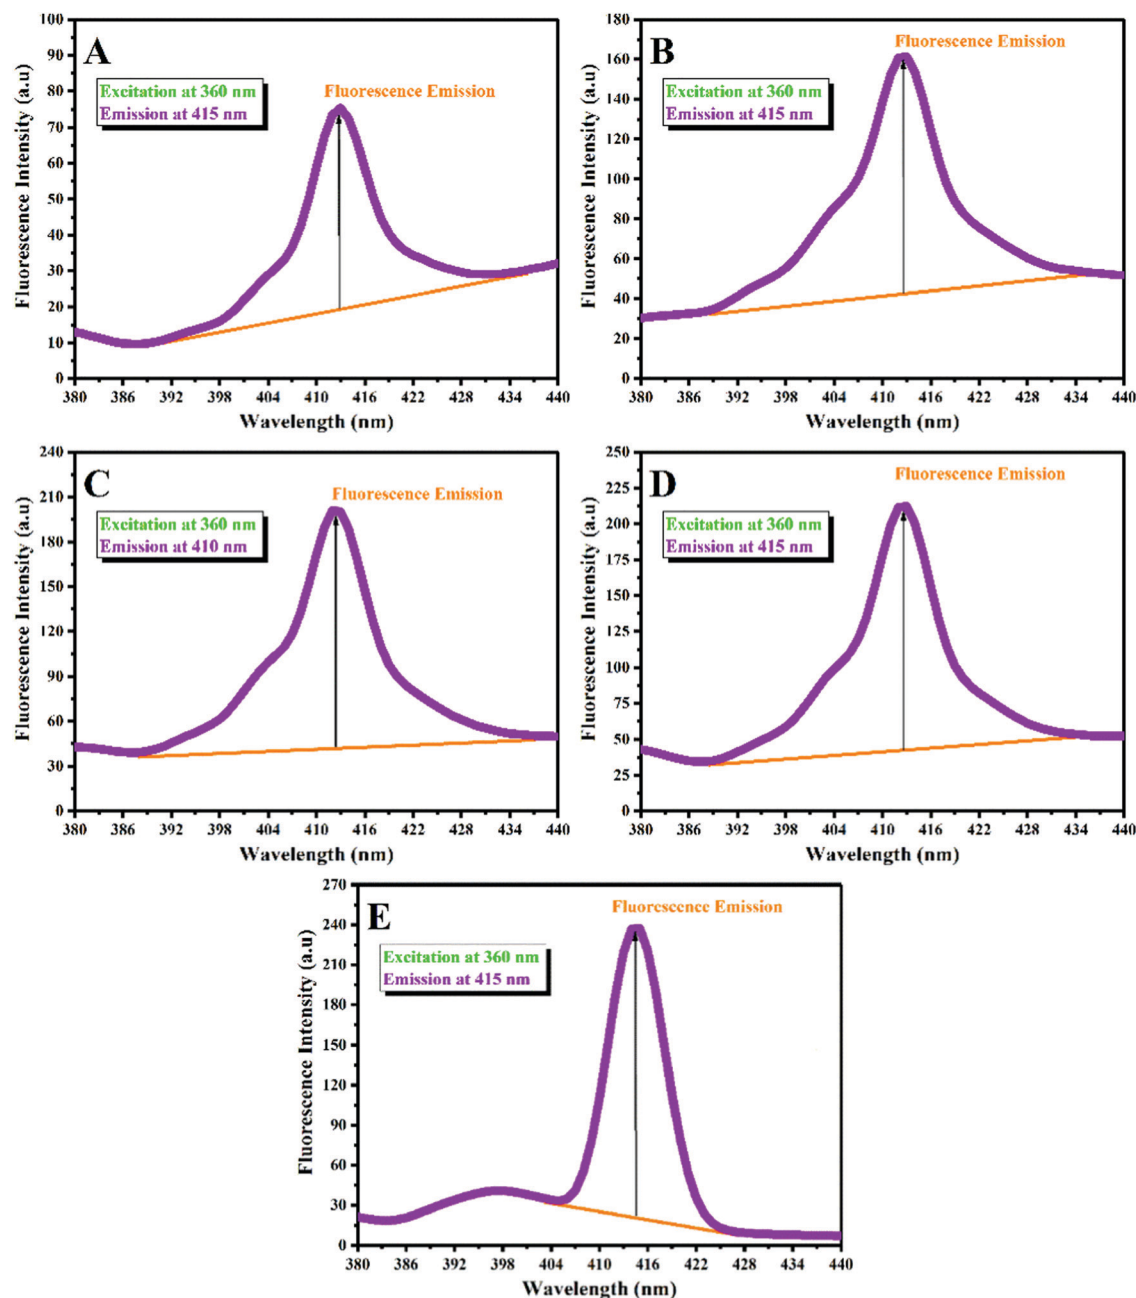 A
Fluorescence Emission
Excitation at 360 nm
Emission at 415 nm
Fluorescence Intensity (a.u)
100
90
80
70
60
50
40
30
20
10
0
380 386 392 398 404 410 416 422 428 434 440
Wavelength (nm)
B
Fluorescence Emission
Excitation at 360 nm
Emission at 415 nm
Fluorescence Intensity (a.u)
180
160
140
120
100
80
60
40
20
0
380 386 392 398 404 410 416 422 428 434 440
Wavelength (nm)
C
Fluorescence Emission
Excitation at 360 nm
Emission at 410 nm
Fluorescence Intensity (a.u)
240
210
180
150
120
90
60
30
0
380 386 392 398 404 410 416 422 428 434 440
Wavelength (nm)
D
Fluorescence Emission
Excitation at 360 nm
Emission at 415 nm
Fluorescence Intensity (a.u)
250
225
200
175
150
125
100
75
50
25
0
380 386 392 398 404 410 416 422 428 434 440
Wavelength (nm)
E
Fluorescence Emission
Excitation at 360 nm
Emission at 415 nm
Fluorescence Intensity (a.u)
270
240
210
180
150
120
90
60
30
0
380 386 392 398 404 410 416 422 428 434 440
Wavelength (nm)